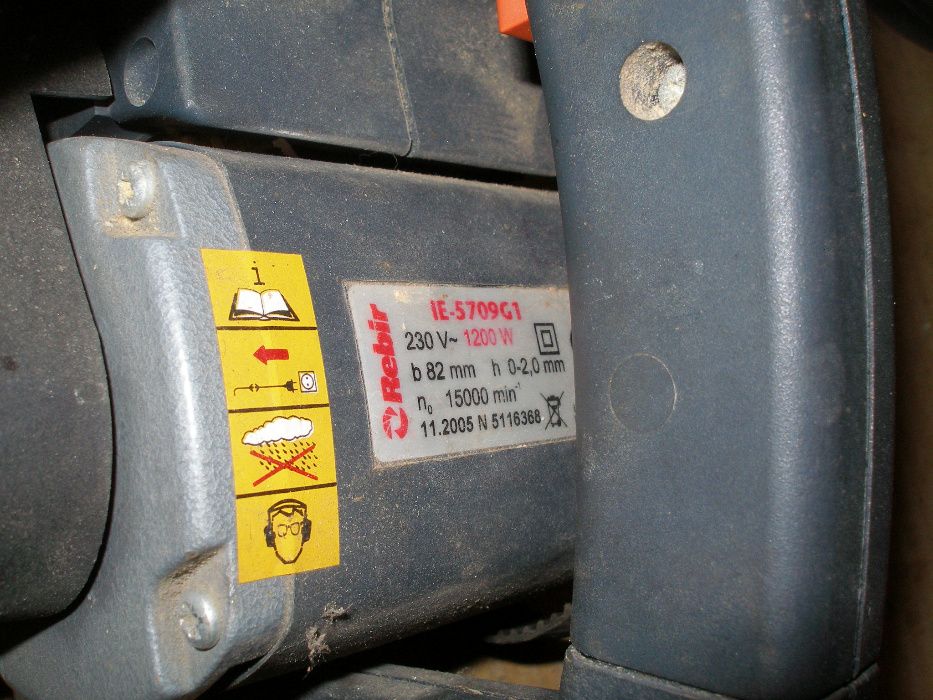 i
Rebir
IE-5709G1
230 V~ 1200 W
b 82 mm h 0-2,0 mm
n₀ 15000 min⁻¹
11.2005 N 5116368